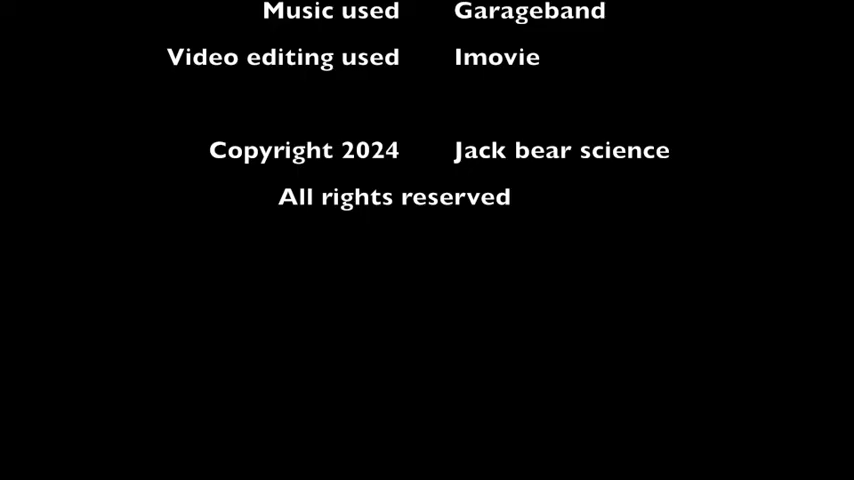 Music used Garageband
Video editing used Imovie
Copyright 2024 Jack bear science
All rights reserved